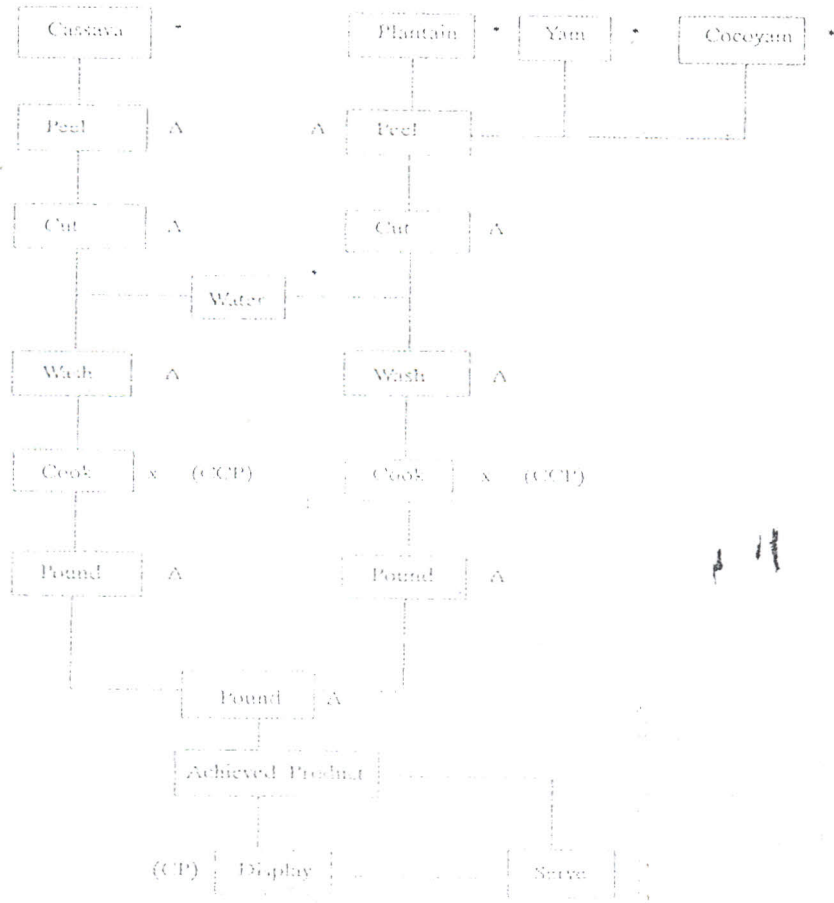 Cassava * Plantain * Yam * Cocoyam *
Peel Δ Δ Peel
Cut Δ Cut Δ
Water *
Wash Δ Wash Δ
Cook x (CCP) Cook x (CCP)
Pound Δ Pound Δ
Pound Δ
Achieved Product
(CP) Display Serve